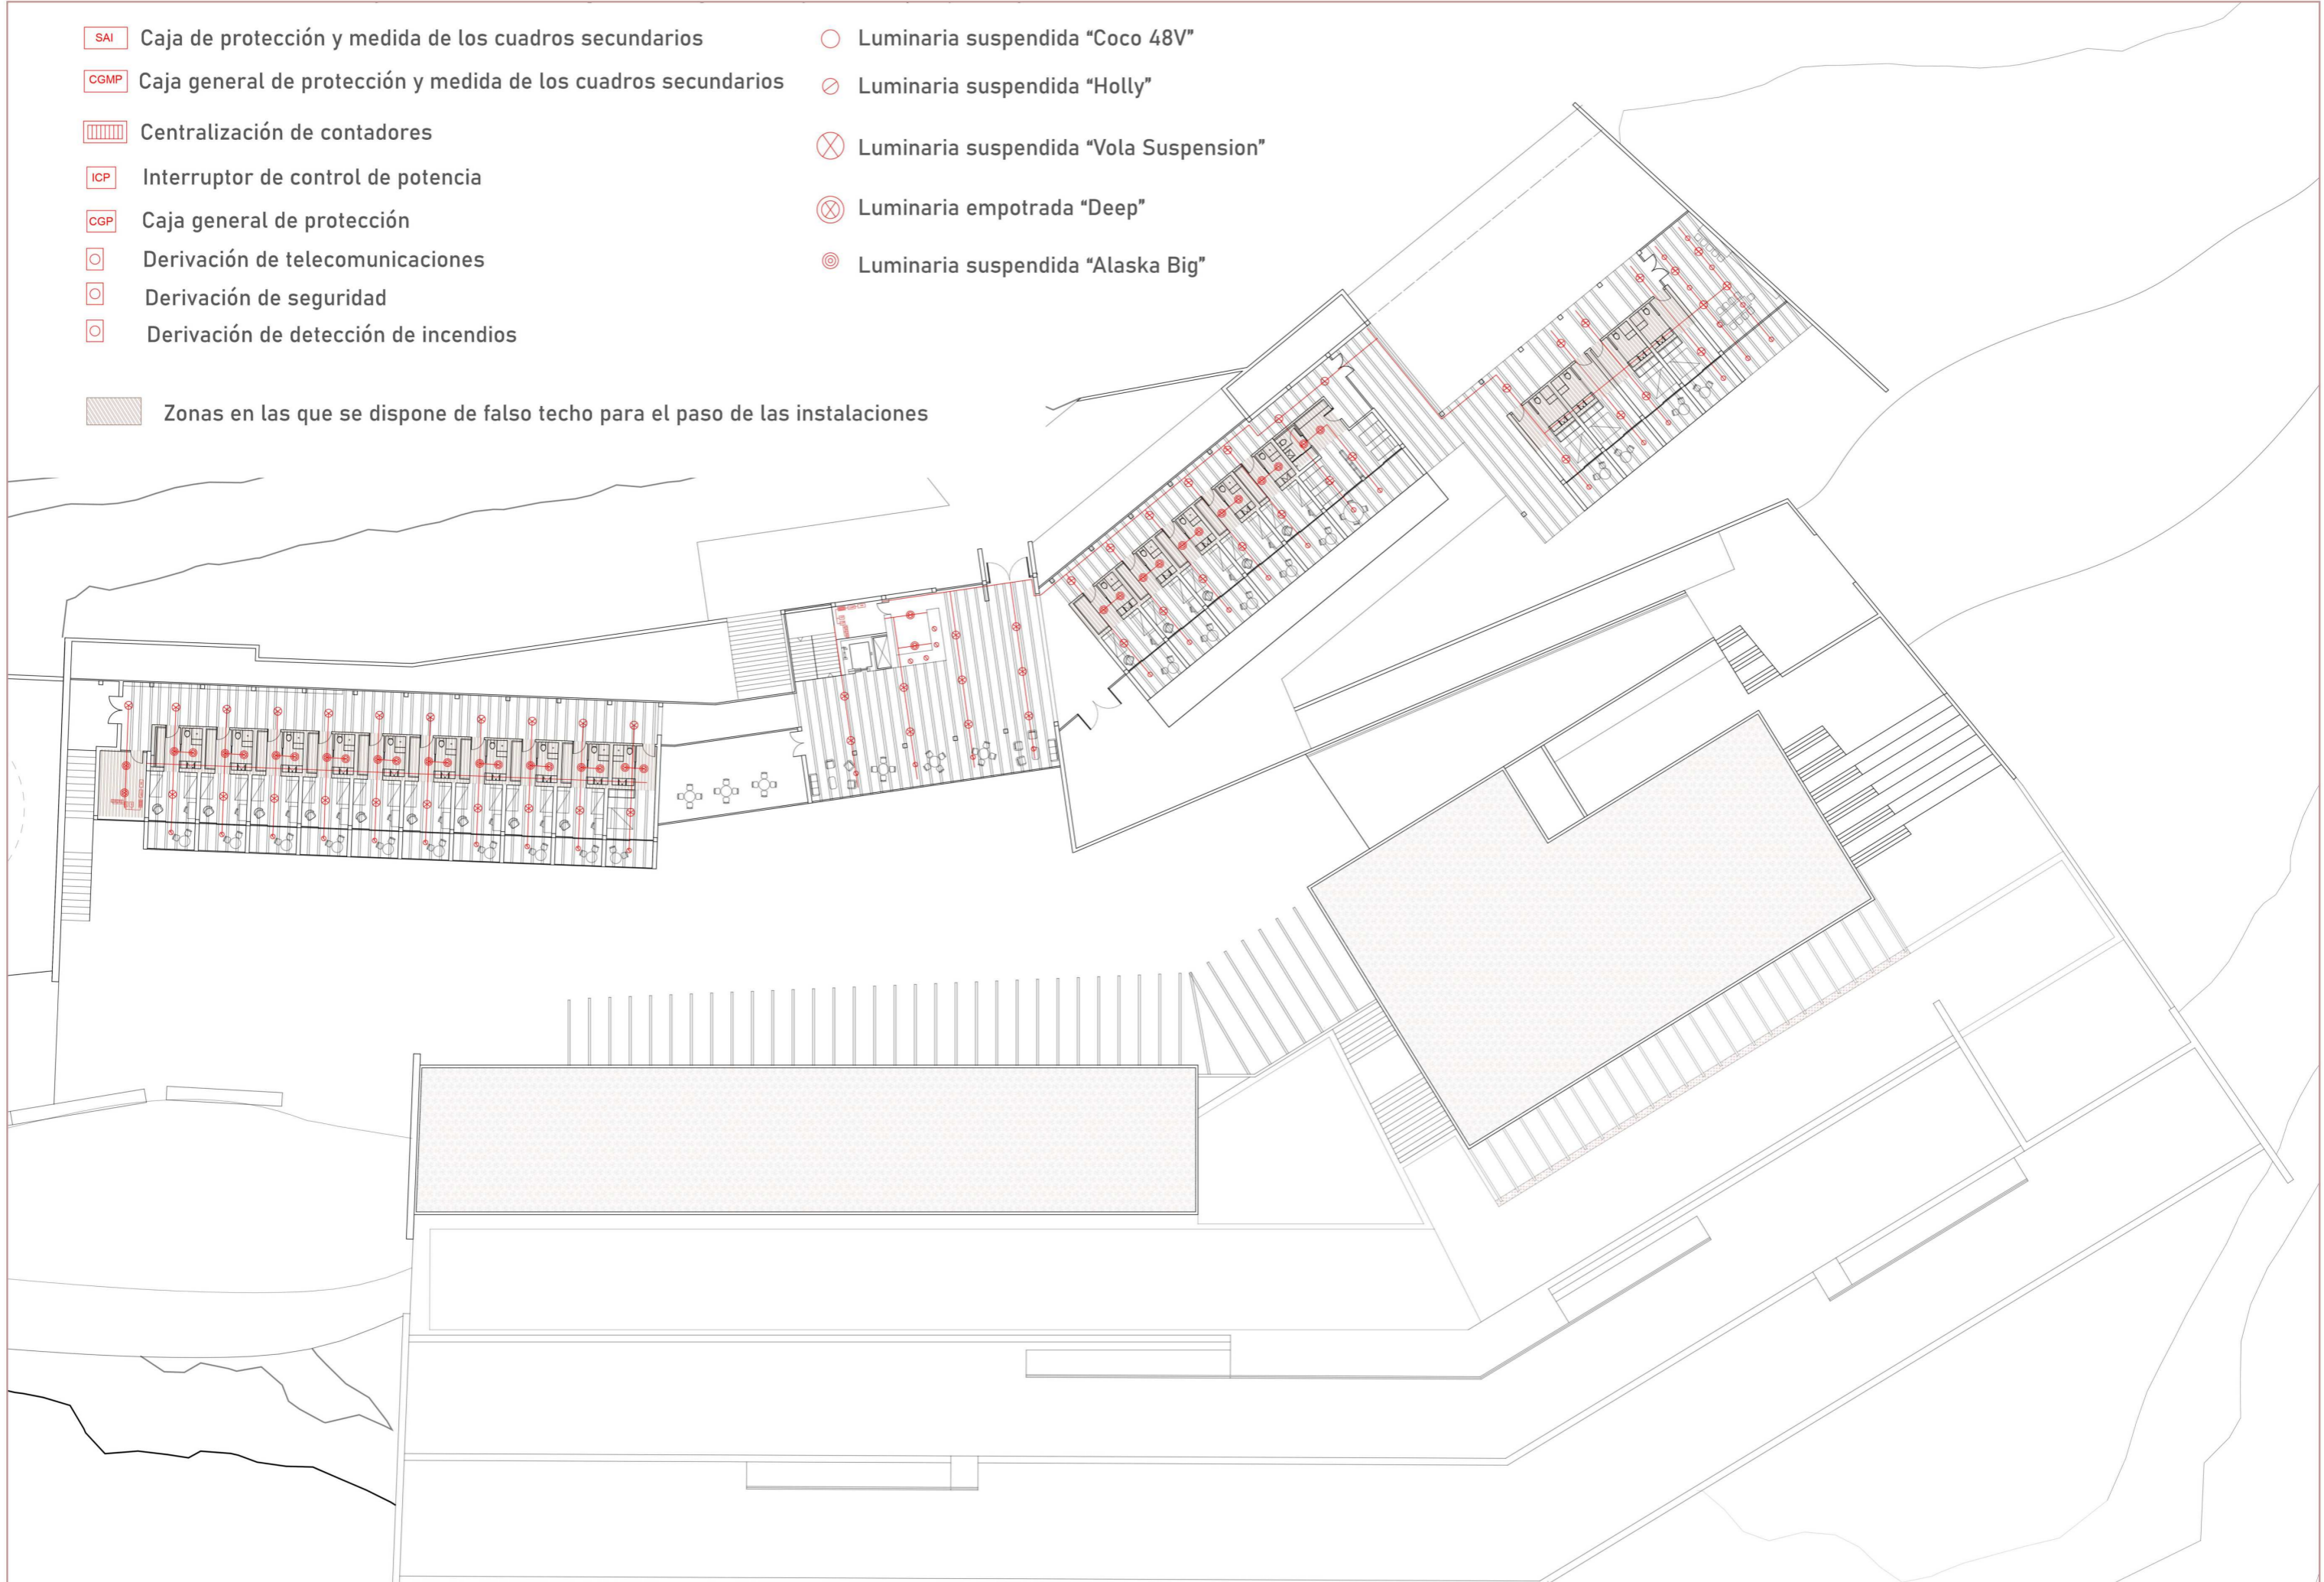 SAI Caja de protección y medida de los cuadros secundarios
CGMP Caja general de protección y medida de los cuadros secundarios
Centralización de contadores
ICP Interruptor de control de potencia
CGP Caja general de protección
Derivación de telecomunicaciones
Derivación de seguridad
Derivación de detección de incendios
Zonas en las que se dispone de falso techo para el paso de las instalaciones
Luminaria suspendida “Coco 48V”
Luminaria suspendida “Holly”
Luminaria suspendida “Vola Suspension”
Luminaria empotrada “Deep”
Luminaria suspendida “Alaska Big”